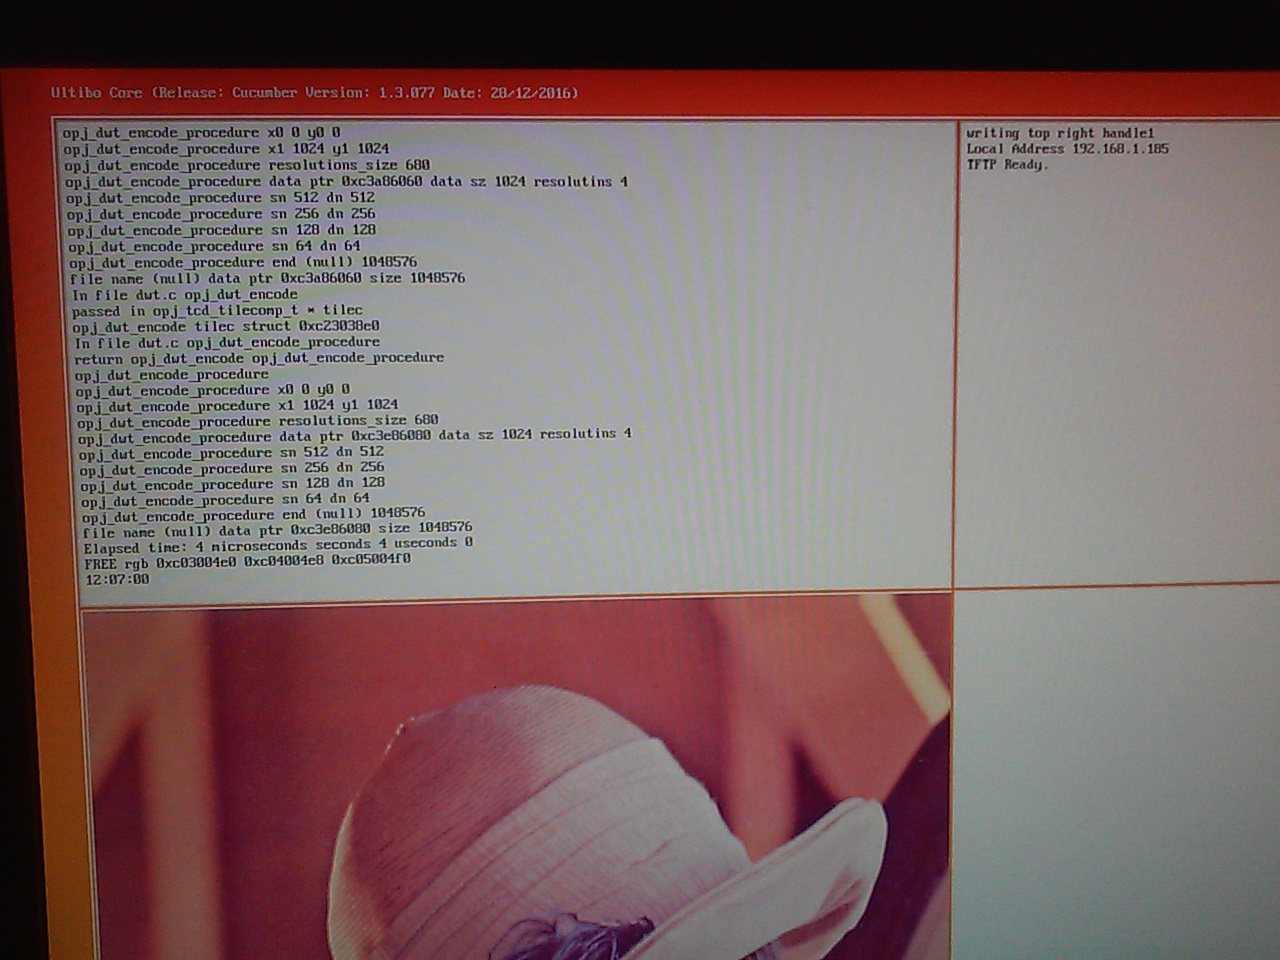 Ultibo Core (Release: Cucumber Version: 1.3.077 Date: 28/12/2016)
opj_dwt_encode_procedure x0 0 y0 0
opj_dwt_encode_procedure x1 1024 y1 1024
opj_dwt_encode_procedure resolutions_size 680
opj_dwt_encode_procedure data ptr 0xc3a86060 data sz 1024 resolutins 4
opj_dwt_encode_procedure sn 512 dn 512
opj_dwt_encode_procedure sn 256 dn 256
opj_dwt_encode_procedure sn 128 dn 128
opj_dwt_encode_procedure sn 64 dn 64
opj_dwt_encode_procedure end (null) 1048576
file name (null) data ptr 0xc3a86060 size 1048576
In file dwt.c opj_dwt_encode
passed in opj_tcd_tilecomp_t * tilec
opj_dwt_encode tilec struct 0xc23038e0
In file dwt.c opj_dwt_encode_procedure
return opj_dwt_encode opj_dwt_encode_procedure
opj_dwt_encode_procedure
opj_dwt_encode_procedure x0 0 y0 0
opj_dwt_encode_procedure x1 1024 y1 1024
opj_dwt_encode_procedure resolutions_size 680
opj_dwt_encode_procedure data ptr 0xc3e86080 data sz 1024 resolutins 4
opj_dwt_encode_procedure sn 512 dn 512
opj_dwt_encode_procedure sn 256 dn 256
opj_dwt_encode_procedure sn 128 dn 128
opj_dwt_encode_procedure sn 64 dn 64
opj_dwt_encode_procedure end (null) 1048576
file name (null) data ptr 0xc3e86080 size 1048576
Elapsed time: 4 microseconds seconds 4 useconds 0
FREE rgb 0xc03004e0 0xc04004e8 0xc05004f0
12:07:00
writing top right handle1
Local Address 192.168.1.185
TFTP Ready.